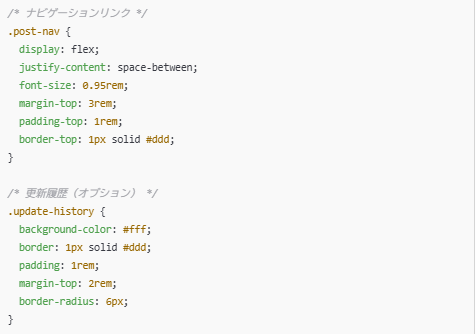 /* ナビゲーションリンク */
.post-nav {
  display: flex;
  justify-content: space-between;
  font-size: 0.95rem;
  margin-top: 3rem;
  padding-top: 1rem;
  border-top: 1px solid #ddd;
}

/* 更新履歴（オプション） */
.update-history {
  background-color: #fff;
  border: 1px solid #ddd;
  padding: 1rem;
  margin-top: 2rem;
  border-radius: 6px;
}